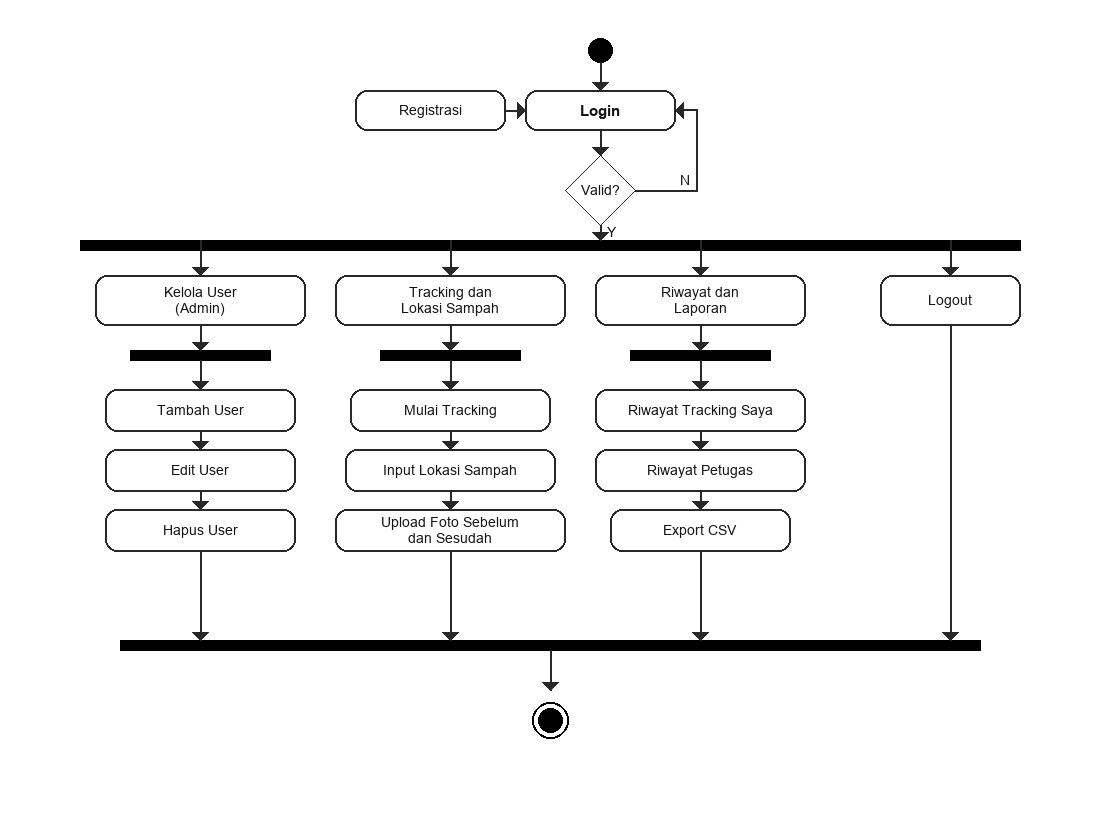 Registrasi
Login
Valid?
N
Y
Kelola User
(Admin)
Tracking dan
Lokasi Sampah
Riwayat dan
Laporan
Logout
Tambah User
Mulai Tracking
Riwayat Tracking Saya
Edit User
Input Lokasi Sampah
Riwayat Petugas
Hapus User
Upload Foto Sebelum
dan Sesudah
Export CSV